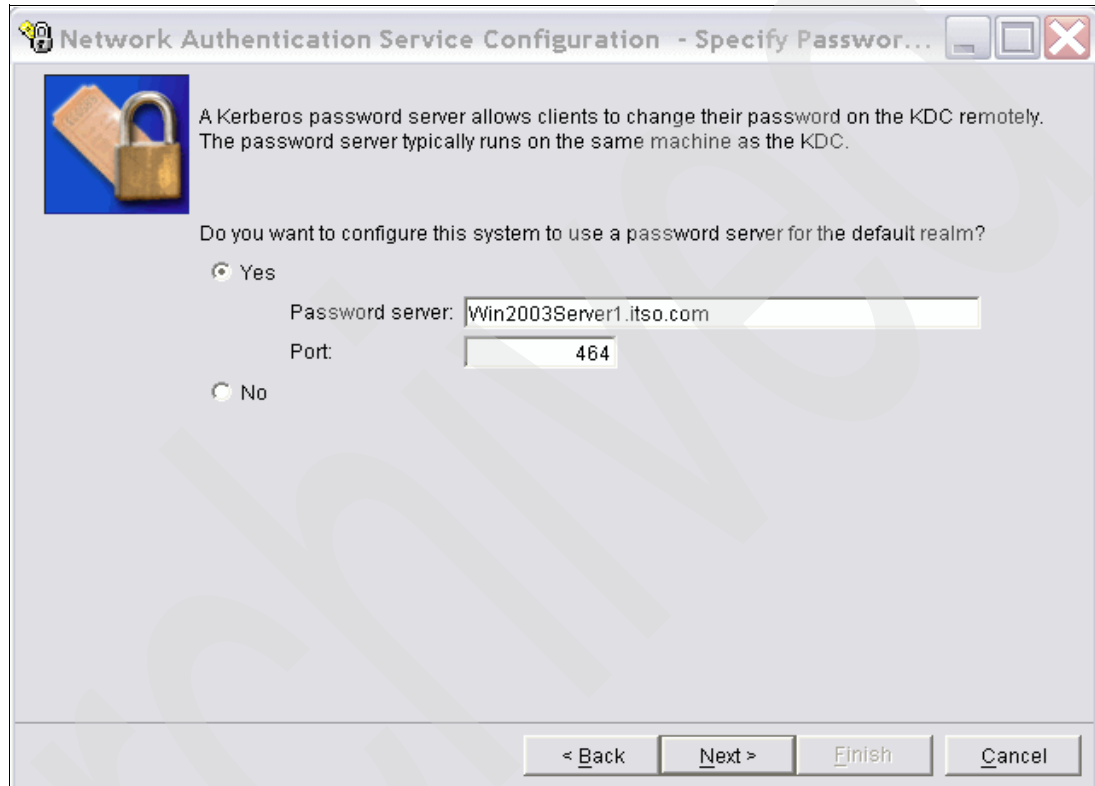 Network Authentication Service Configuration - Specify Passwor...
A Kerberos password server allows clients to change their password on the KDC remotely.
The password server typically runs on the same machine as the KDC.
Do you want to configure this system to use a password server for the default realm?
Yes
Password server: Win2003Server1.itso.com
Port: 464
No
< Back Next > Finish Cancel